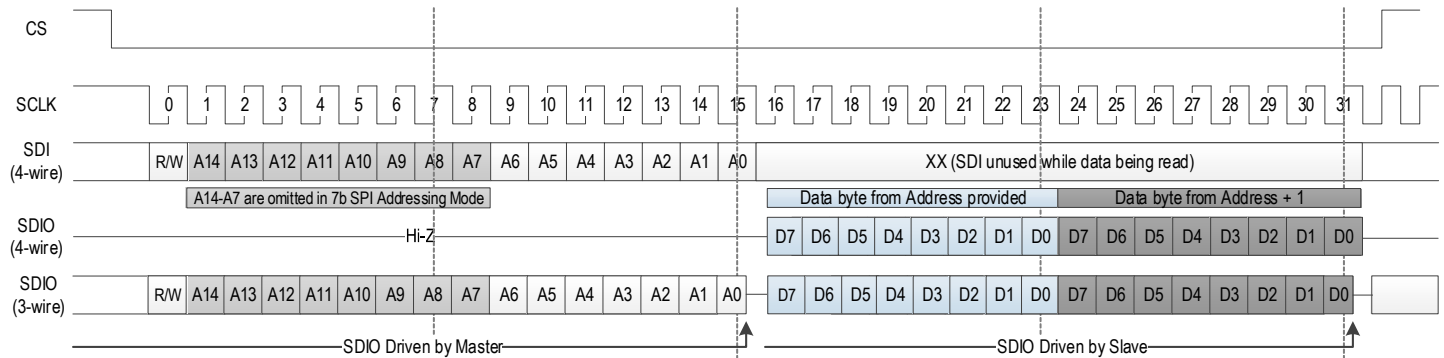 CS
SCLK 0 1 2 3 4 5 6 7 8 9 10 11 12 13 14 15 16 17 18 19 20 21 22 23 24 25 26 27 28 29 30 31
SDI
(4-wire)
R/W A14 A13 A12 A11 A10 A9 A8 A7 A6 A5 A4 A3 A2 A1 A0 XX (SDI unused while data being read)
A14-A7 are omitted in 7b SPI Addressing Mode
Data byte from Address provided
Data byte from Address + 1
SDIO
(4-wire)
Hi-Z
D7 D6 D5 D4 D3 D2 D1 D0 D7 D6 D5 D4 D3 D2 D1 D0
SDIO
(3-wire)
R/W A14 A13 A12 A11 A10 A9 A8 A7 A6 A5 A4 A3 A2 A1 A0 D7 D6 D5 D4 D3 D2 D1 D0 D7 D6 D5 D4 D3 D2 D1 D0
SDIO Driven by Master
SDIO Driven by Slave